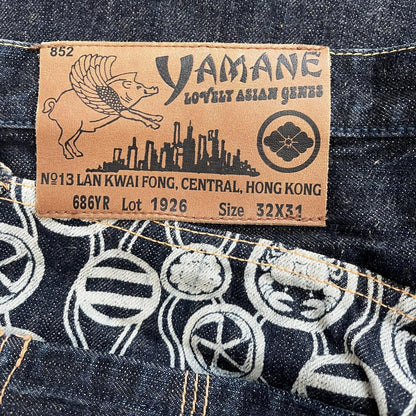 852
YAMANE
LOVELY ASIAN GENES
Nº13 LAN KWAI FONG, CENTRAL, HONG KONG
686YR Lot 1926 Size 32X31